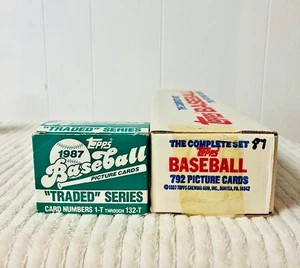 "TRADED" SERIES
1987
Topps
Baseball
PICTURE CARDS
"TRADED" SERIES
CARD NUMBERS 1-T THROUGH 132-T
THE COMPLETE SET 87
Topps
BASEBALL
792 PICTURE CARDS
©1987 TOPPS CHEWING GUM, INC., DURYEA, PA. 18642